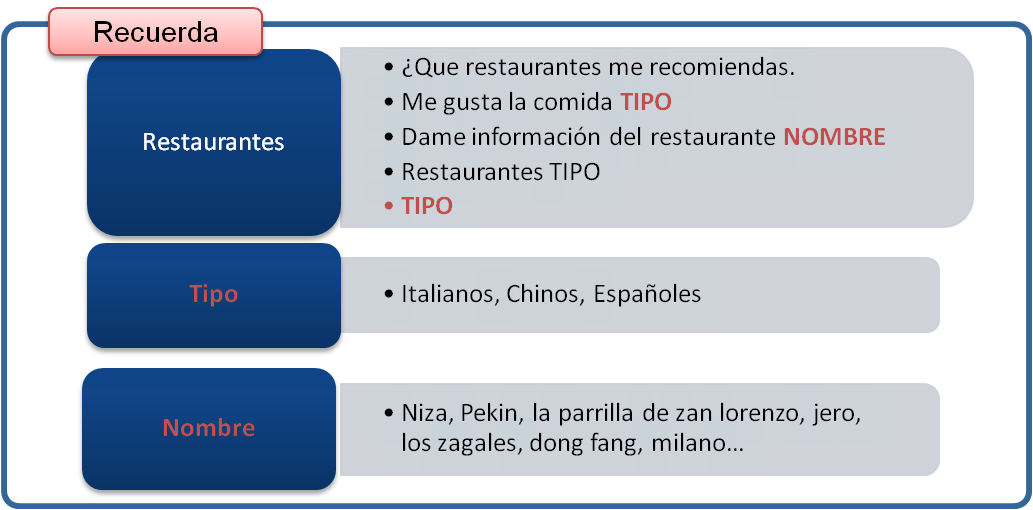 Recuerda
Restaurantes
• ¿Que restaurantes me recomiendas.
• Me gusta la comida TIPO
• Dame información del restaurante NOMBRE
• Restaurantes TIPO
• TIPO
Tipo
• Italianos, Chinos, Españoles
Nombre
• Niza, Pekin, la parrilla de zan lorenzo, jero,
los zagales, dong fang, milano...